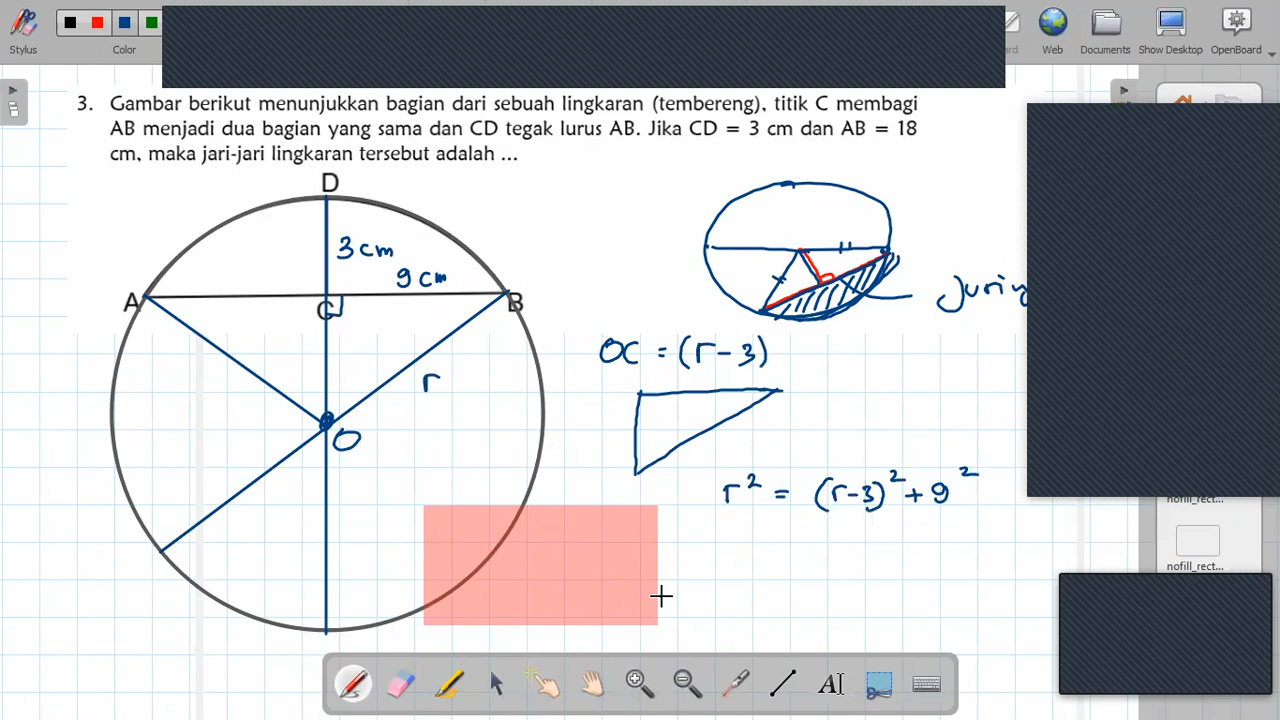 Stylus
Color
Web
Documents
Show Desktop
OpenBoard
3. Gambar berikut menunjukkan bagian dari sebuah lingkaran (tembereng), titik C membagi
AB menjadi dua bagian yang sama dan CD tegak lurus AB. Jika CD = 3 cm dan AB = 18
cm, maka jari-jari lingkaran tersebut adalah ...
D
3 cm
9 cm
A
C
B
r
O
Juring
OC = (r-3)
r² = (r-3)² + 9²
nofill_rect...
nofill_rect...
AI